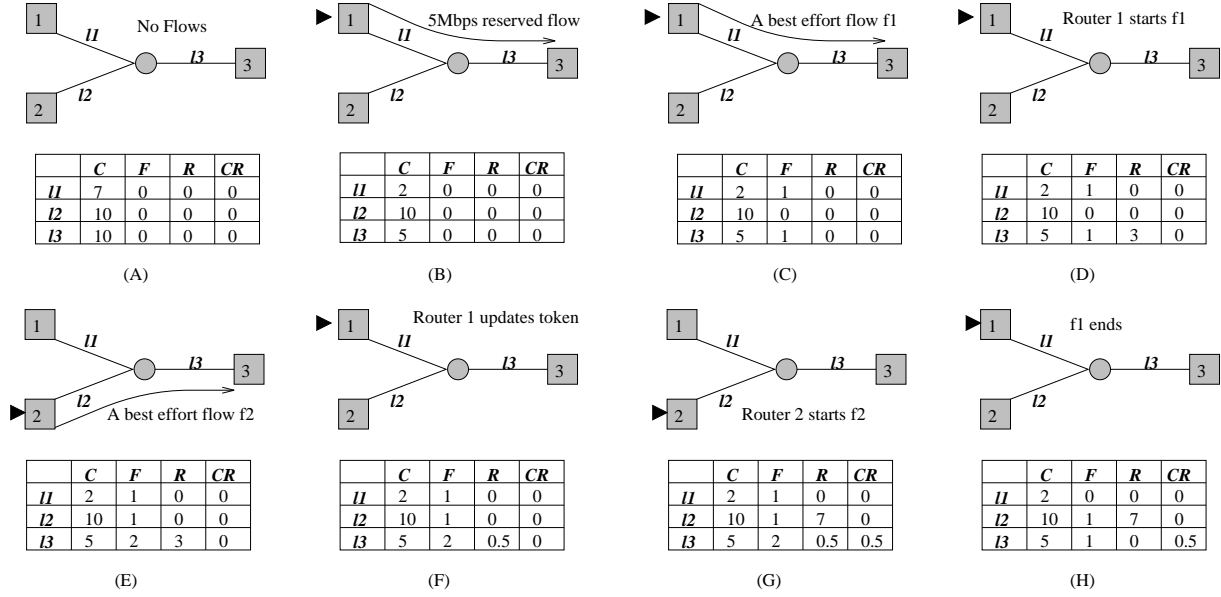 1
No Flows
l1
l3
3
l2
2
C F R CR
l1 7 0 0 0
l2 10 0 0 0
l3 10 0 0 0
(A)
1
5Mbps reserved flow
l1
l3
3
l2
2
C F R CR
l1 2 0 0 0
l2 10 0 0 0
l3 5 0 0 0
(B)
1
A best effort flow f1
l1
l3
3
l2
2
C F R CR
l1 2 1 0 0
l2 10 0 0 0
l3 5 1 0 0
(C)
1
Router 1 starts f1
l1
l3
3
l2
2
C F R CR
l1 2 1 0 0
l2 10 0 0 0
l3 5 1 3 0
(D)
1
l1
l3
3
l2
2
A best effort flow f2
C F R CR
l1 2 1 0 0
l2 10 1 0 0
l3 5 2 3 0
(E)
1
Router 1 updates token
l1
l3
3
l2
2
C F R CR
l1 2 1 0 0
l2 10 1 0 0
l3 5 2 0.5 0
(F)
1
l1
l3
3
l2
2
Router 2 starts f2
C F R CR
l1 2 1 0 0
l2 10 1 7 0
l3 5 2 0.5 0.5
(G)
1
f1 ends
l1
l3
3
l2
2
C F R CR
l1 2 0 0 0
l2 10 1 7 0
l3 5 1 0 0.5
(H)